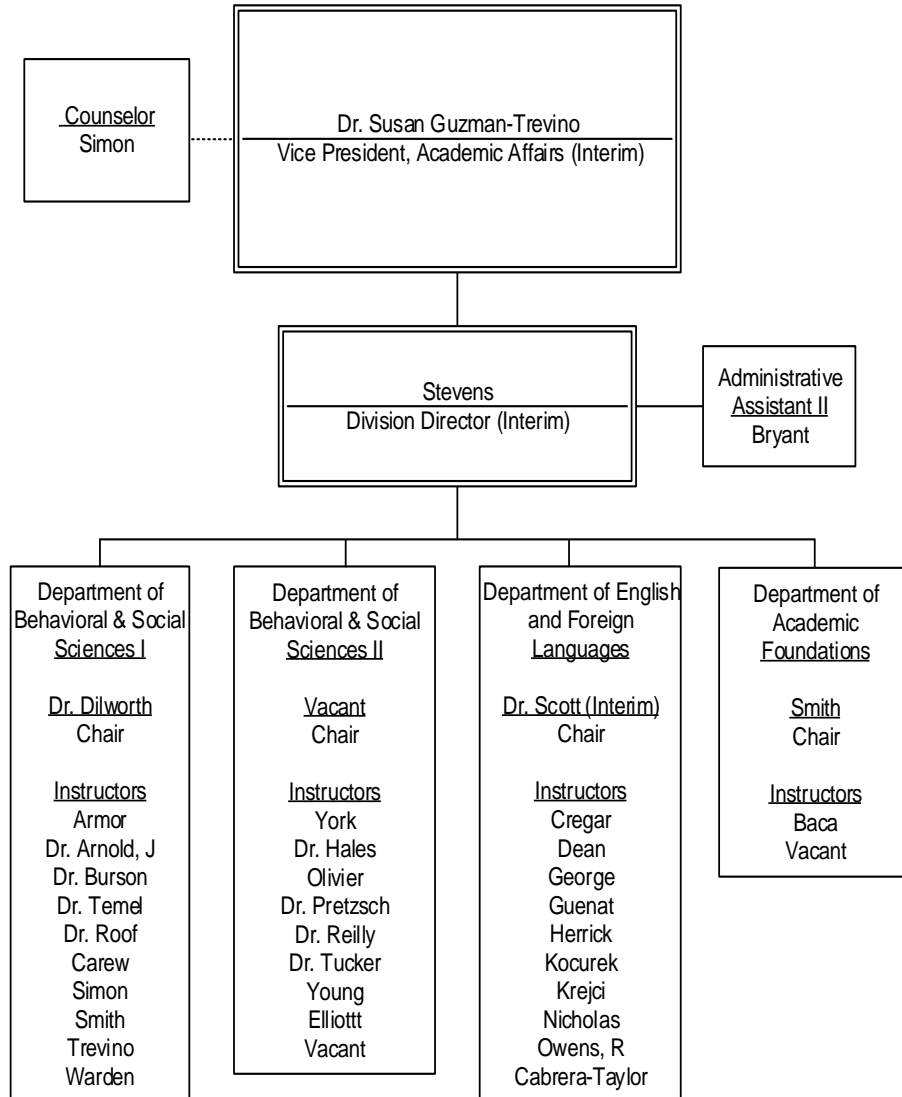 Counselor
Simon
Dr. Susan Guzman-Trevino
Vice President, Academic Affairs (Interim)
Stevens
Division Director (Interim)
Administrative
Assistant II
Bryant
Department of
Behavioral & Social
Sciences I
Dr. Dilworth
Chair
Instructors
Armor
Dr. Arnold, J
Dr. Burson
Dr. Temel
Dr. Roof
Carew
Simon
Smith
Trevino
Warden
Department of
Behavioral & Social
Sciences II
Vacant
Chair
Instructors
York
Dr. Hales
Olivier
Dr. Pretzsch
Dr. Reilly
Dr. Tucker
Young
Elliottt
Vacant
Department of English
and Foreign
Languages
Dr. Scott (Interim)
Chair
Instructors
Cregar
Dean
George
Guenat
Herrick
Kocurek
Krejci
Nicholas
Owens, R
Cabrera-Taylor
Department of
Academic
Foundations
Smith
Chair
Instructors
Baca
Vacant